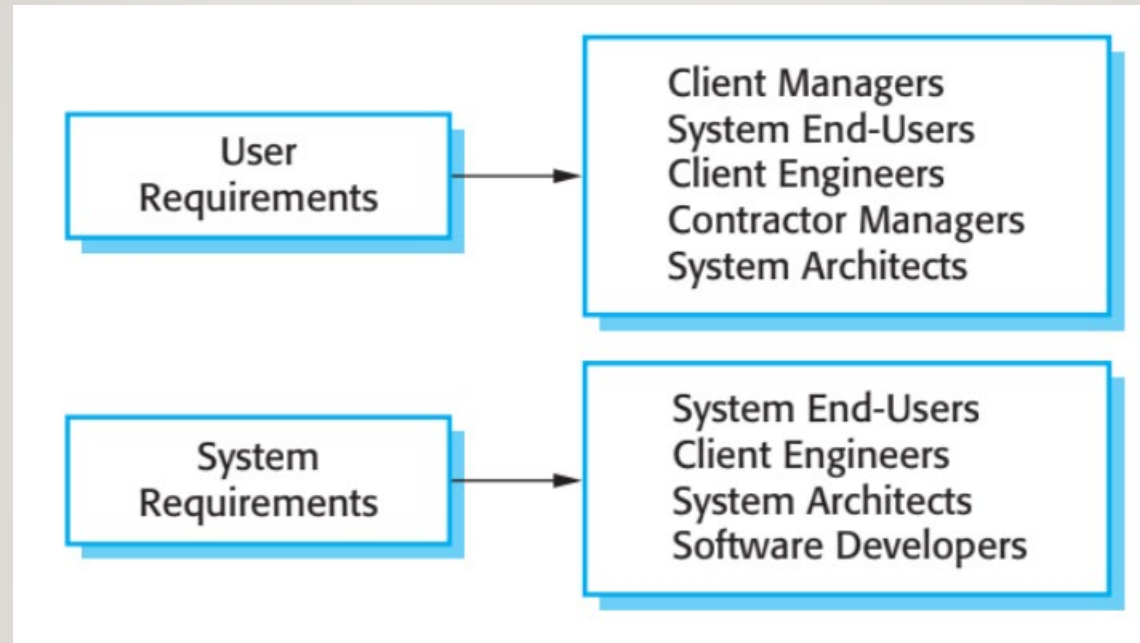 User
Requirements
Client Managers
System End-Users
Client Engineers
Contractor Managers
System Architects
System
Requirements
System End-Users
Client Engineers
System Architects
Software Developers